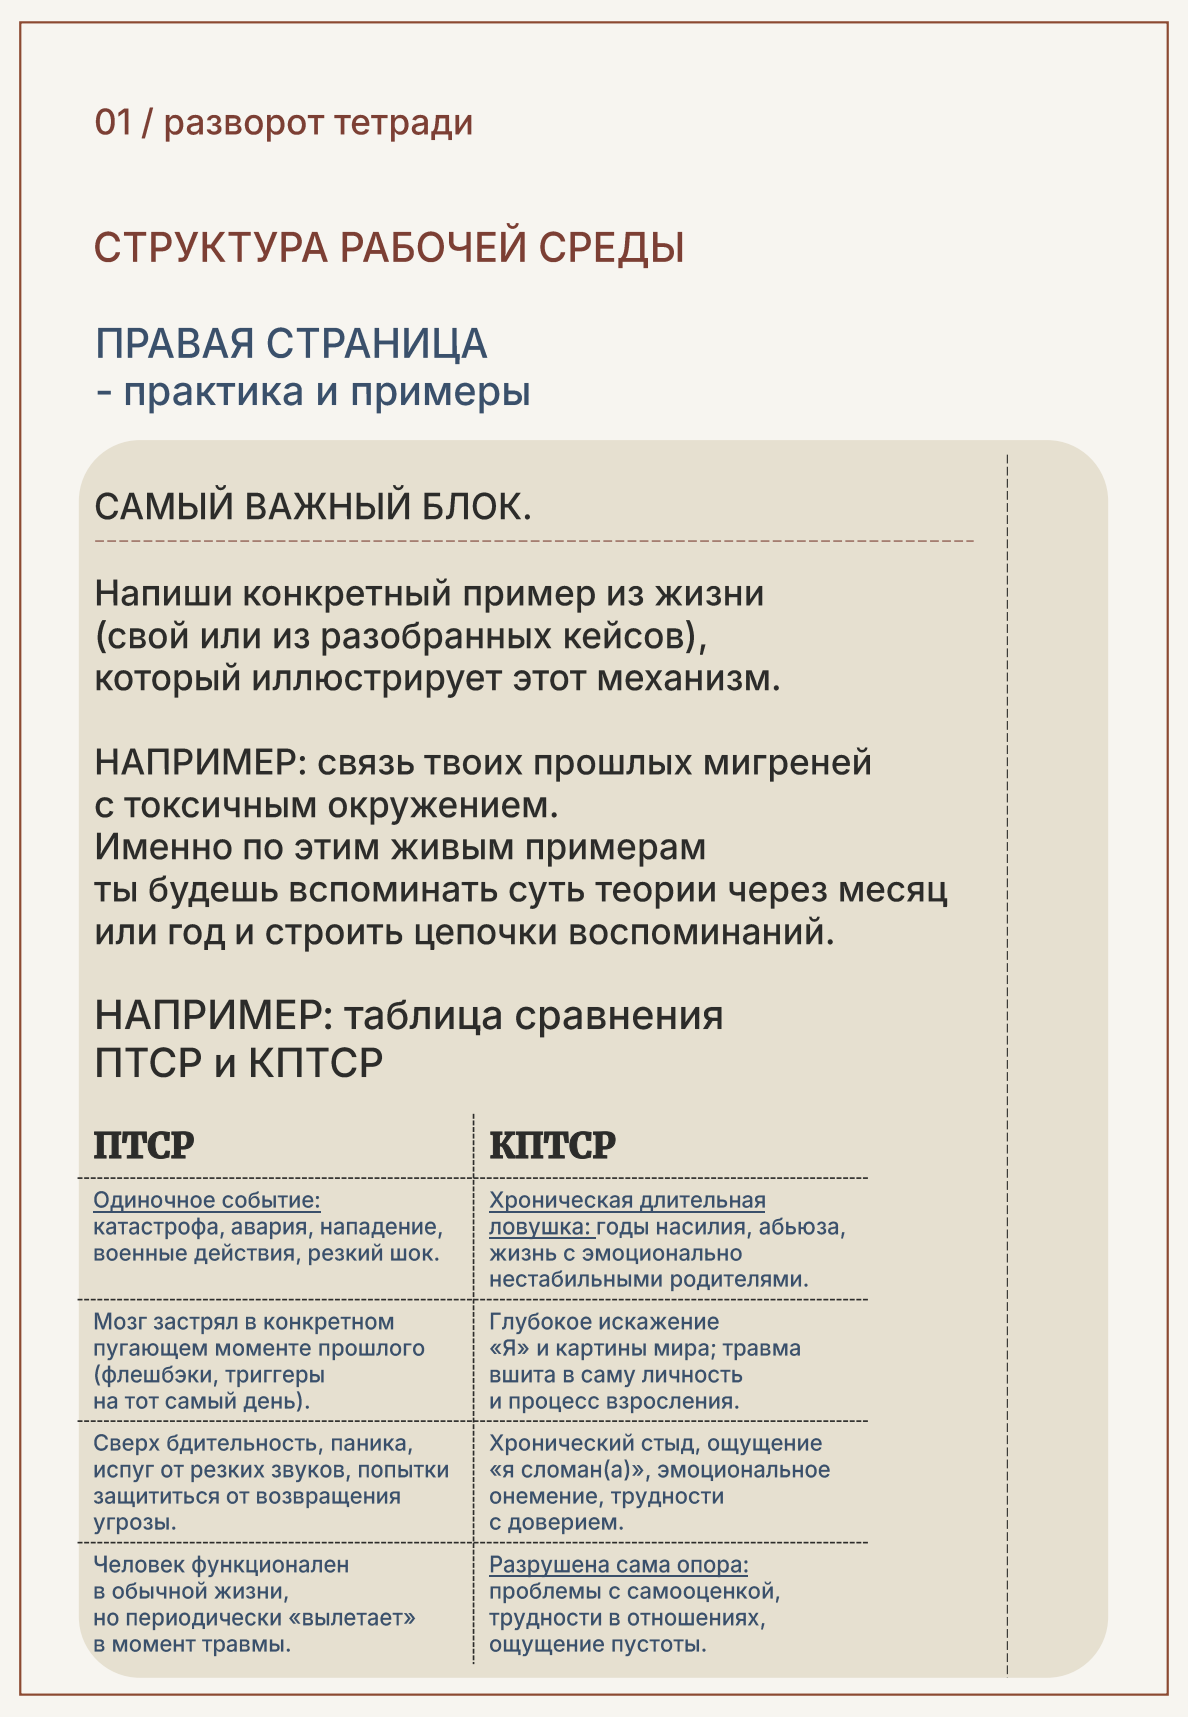 01 / разворот тетради
СТРУКТУРА РАБОЧЕЙ СРЕДЫ
ПРАВАЯ СТРАНИЦА
- практика и примеры
САМЫЙ ВАЖНЫЙ БЛОК.
Напиши конкретный пример из жизни
(свой или из разобранных кейсов),
который иллюстрирует этот механизм.
НАПРИМЕР: связь твоих прошлых мигреней
с токсичным окружением.
Именно по этим живым примерам
ты будешь вспоминать суть теории через месяц
или год и строить цепочки воспоминаний.
НАПРИМЕР: таблица сравнения
ПТСР и КПТСР
ПТСР
КПТСР
Одиночное событие:
катастрофа, авария, нападение,
военные действия, резкий шок.
Хроническая длительная
ловушка: годы насилия, абьюза,
жизнь с эмоционально
нестабильными родителями.
Мозг застрял в конкретном
пугающем моменте прошлого
(флешбэки, триггеры
на тот самый день).
Глубокое искажение
«Я» и картины мира; травма
вшита в саму личность
и процесс взросления.
Сверх бдительность, паника,
испуг от резких звуков, попытки
защититься от возвращения
угрозы.
Хронический стыд, ощущение
«я сломан(а)», эмоциональное
онемение, трудности
с доверием.
Человек функционален
в обычной жизни,
но периодически «вылетает»
в момент травмы.
Разрушена сама опора:
проблемы с самооценкой,
трудности в отношениях,
ощущение пустоты.